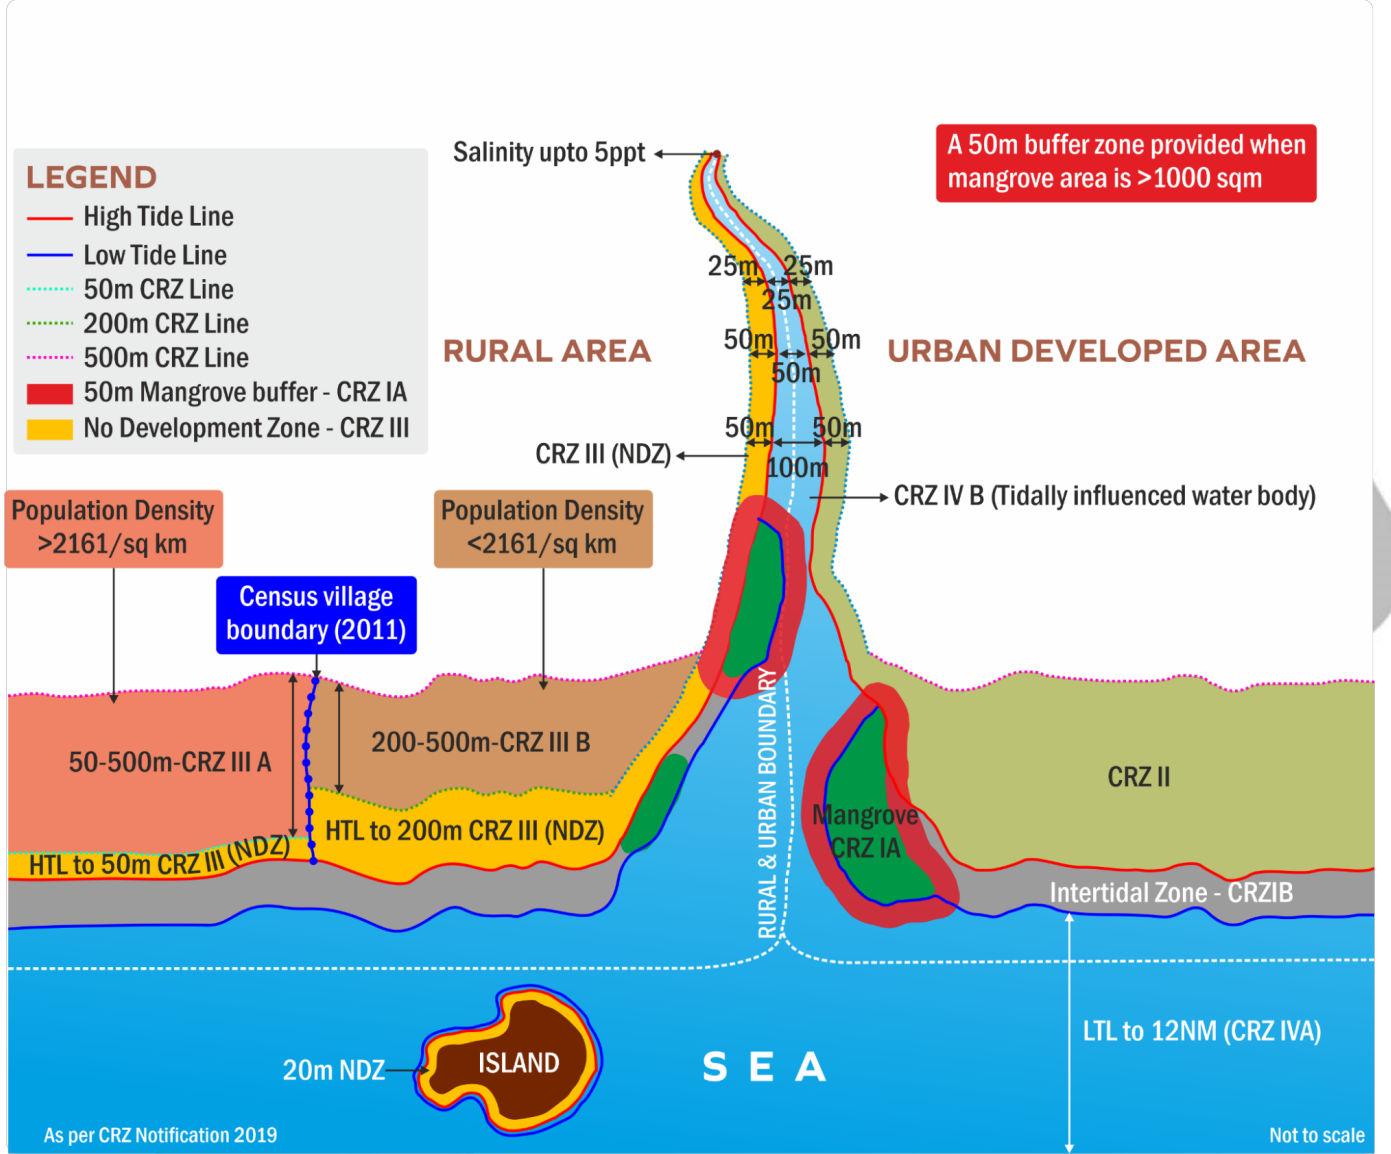 Salinity upto 5ppt
A 50m buffer zone provided when
mangrove area is >1000 sqm
LEGEND
High Tide Line
Low Tide Line
50m CRZ Line
200m CRZ Line
500m CRZ Line
50m Mangrove buffer - CRZ IA
No Development Zone - CRZ III
25m
25m
25m
RURAL AREA
URBAN DEVELOPED AREA
50m
50m
50m
50m
50m
100m
CRZ III (NDZ)
CRZ IV B (Tidally influenced water body)
Population Density
>2161/sq km
Population Density
<2161/sq km
Census village
boundary (2011)
50-500m-CRZ III A
200-500m-CRZ III B
CRZ II
HTL to 50m CRZ III (NDZ)
HTL to 200m CRZ III (NDZ)
RURAL & URBAN BOUNDARY
Mangrove
CRZ IA
Intertidal Zone - CRZIB
LTL to 12NM (CRZ IVA)
20m NDZ
ISLAND
SEA
As per CRZ Notification 2019
Not to scale